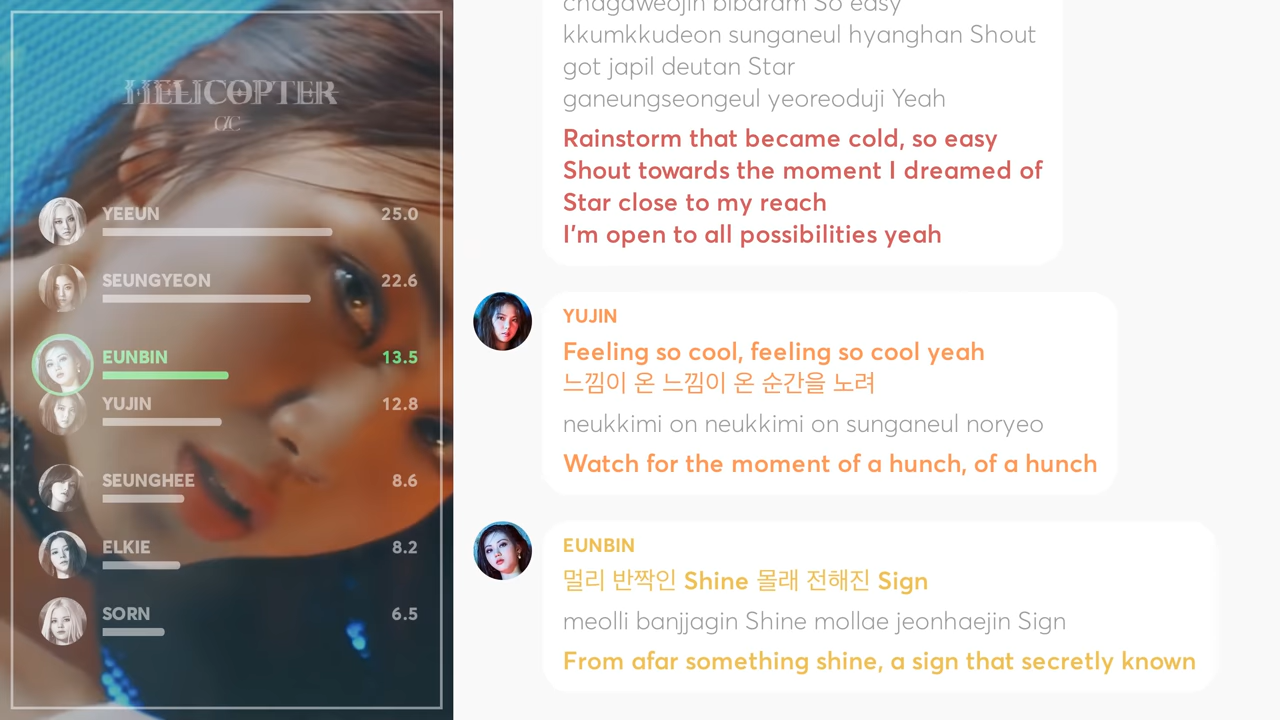 HELICOPTER
CLC
YEEUN 25.0
SEUNGYEON 22.6
EUNBIN 13.5
YUJIN 12.8
SEUNGHEE 8.6
ELKIE 8.2
SORN 6.5
chagaweojin bibaram So easy
kkumkkudeon sunganeul hyanghan Shout
got japil deutan Star
ganeungseongeul yeoreoduji Yeah
Rainstorm that became cold, so easy
Shout towards the moment I dreamed of
Star close to my reach
I'm open to all possibilities yeah
YUJIN
Feeling so cool, feeling so cool yeah
느낌이 온 느낌이 온 순간을 노려
neukkimi on neukkimi on sunganeul noryeo
Watch for the moment of a hunch, of a hunch
EUNBIN
멀리 반짝인 Shine 몰래 전해진 Sign
meolli banjjagin Shine mollae jeonhaejin Sign
From afar something shine, a sign that secretly known